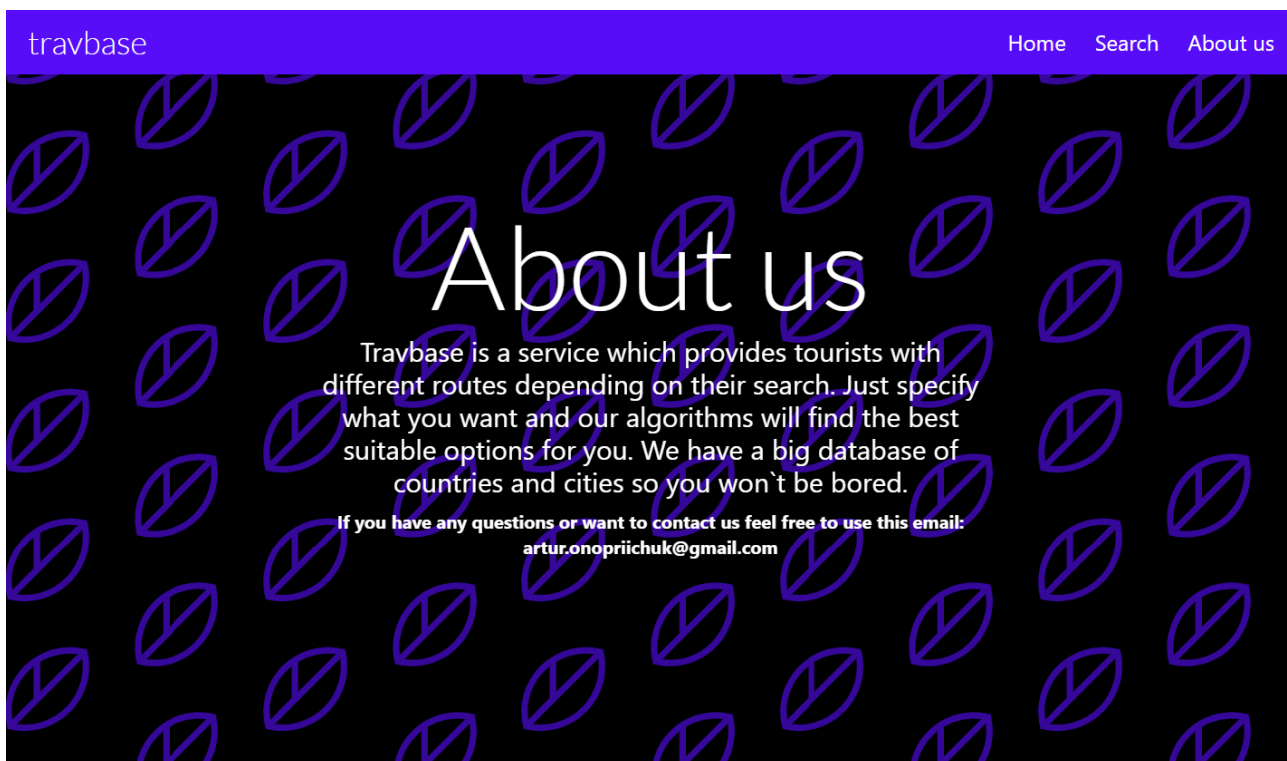 travbase
Home Search About us
About us
Travbase is a service which provides tourists with
different routes depending on their search. Just specify
what you want and our algorithms will find the best
suitable options for you. We have a big database of
countries and cities so you won`t be bored.
If you have any questions or want to contact us feel free to use this email:
artur.onopriichuk@gmail.com